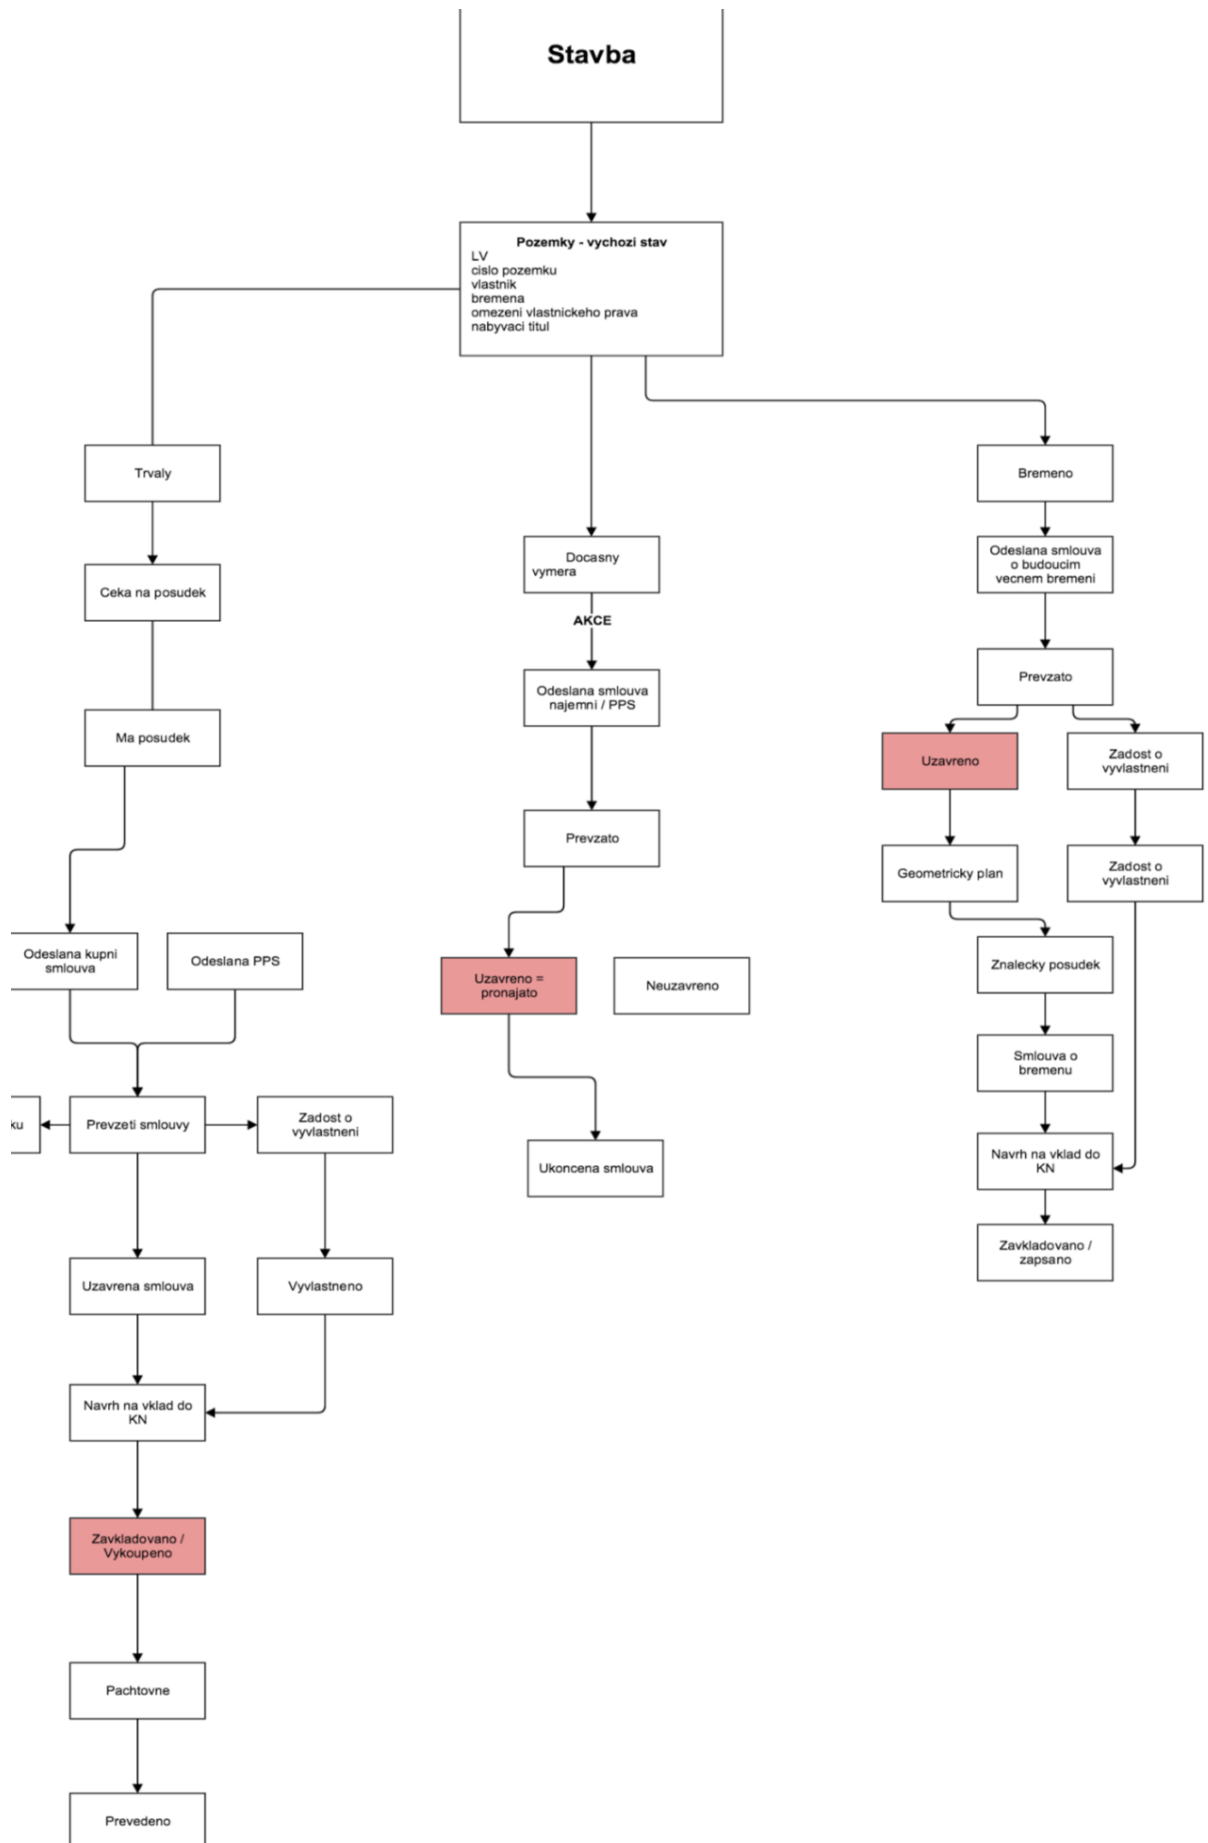 Stavba
Pozemky - vychozi stav
LV
cislo pozemku
vlastnik
bremena
omezeni vlastnickeho prava
nabyvaci titul
Trvaly
Ceka na posudek
Ma posudek
Odeslana kupni
smlouva
Odeslana PPS
ku
Prevzeti smlouvy
Zadost o
vyvlastneni
Uzavrena smlouva
Vyvlastneno
Navrh na vklad do
KN
Zavkladovano /
Vykoupeno
Pachtovne
Prevedeno
Docasny
vymera
AKCE
Odeslana smlouva
najemni / PPS
Prevzato
Uzavreno =
pronajato
Neuzavreno
Ukoncena smlouva
Bremeno
Odeslana smlouva
o budoucim
vecnem bremeni
Prevzato
Uzavreno
Zadost o
vyvlastneni
Geometricky plan
Zadost o
vyvlastneni
Znalecky posudek
Smlouva o
bremenu
Navrh na vklad do
KN
Zavkladovano /
zapsano